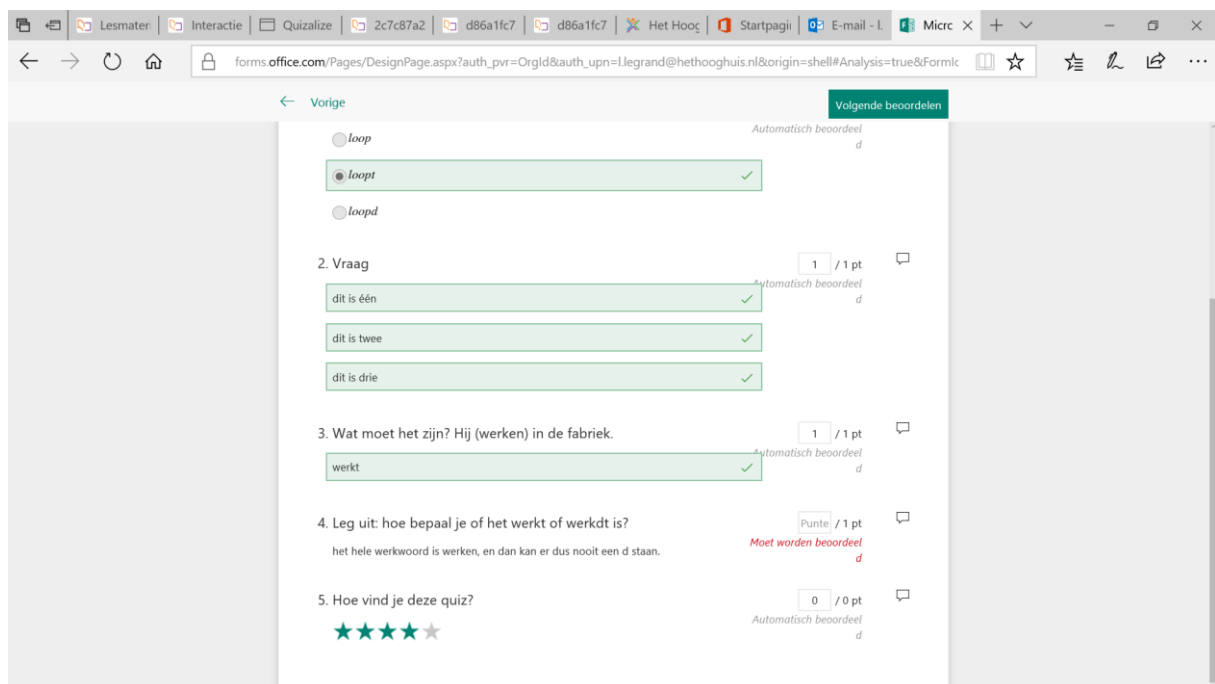 Lesmater
Interactie
Quizalize
2c7c87a2
d86a1fc7
d86a1fc7
Het Hoog
Startpagi
E-mail - l.
Micro
forms.office.com/Pages/DesignPage.aspx?auth_pvr=OrgId&auth_upn=l.legrand@hethooghuis.nl&origin=shell#Analysis=true&FormId
Vorige
Volgende beoordelen
Automatisch beoordeel
d
loop
loopt
loopd
2. Vraag
1 / 1 pt
Automatisch beoordeel
d
dit is één
dit is twee
dit is drie
3. Wat moet het zijn? Hij (werken) in de fabriek.
1 / 1 pt
Automatisch beoordeel
d
werkt
4. Leg uit: hoe bepaal je of het werkt of werkdt is?
Punte / 1 pt
Moet worden beoordeel
d
het hele werkwoord is werken, en dan kan er dus nooit een d staan.
5. Hoe vind je deze quiz?
0 / 0 pt
Automatisch beoordeel
d